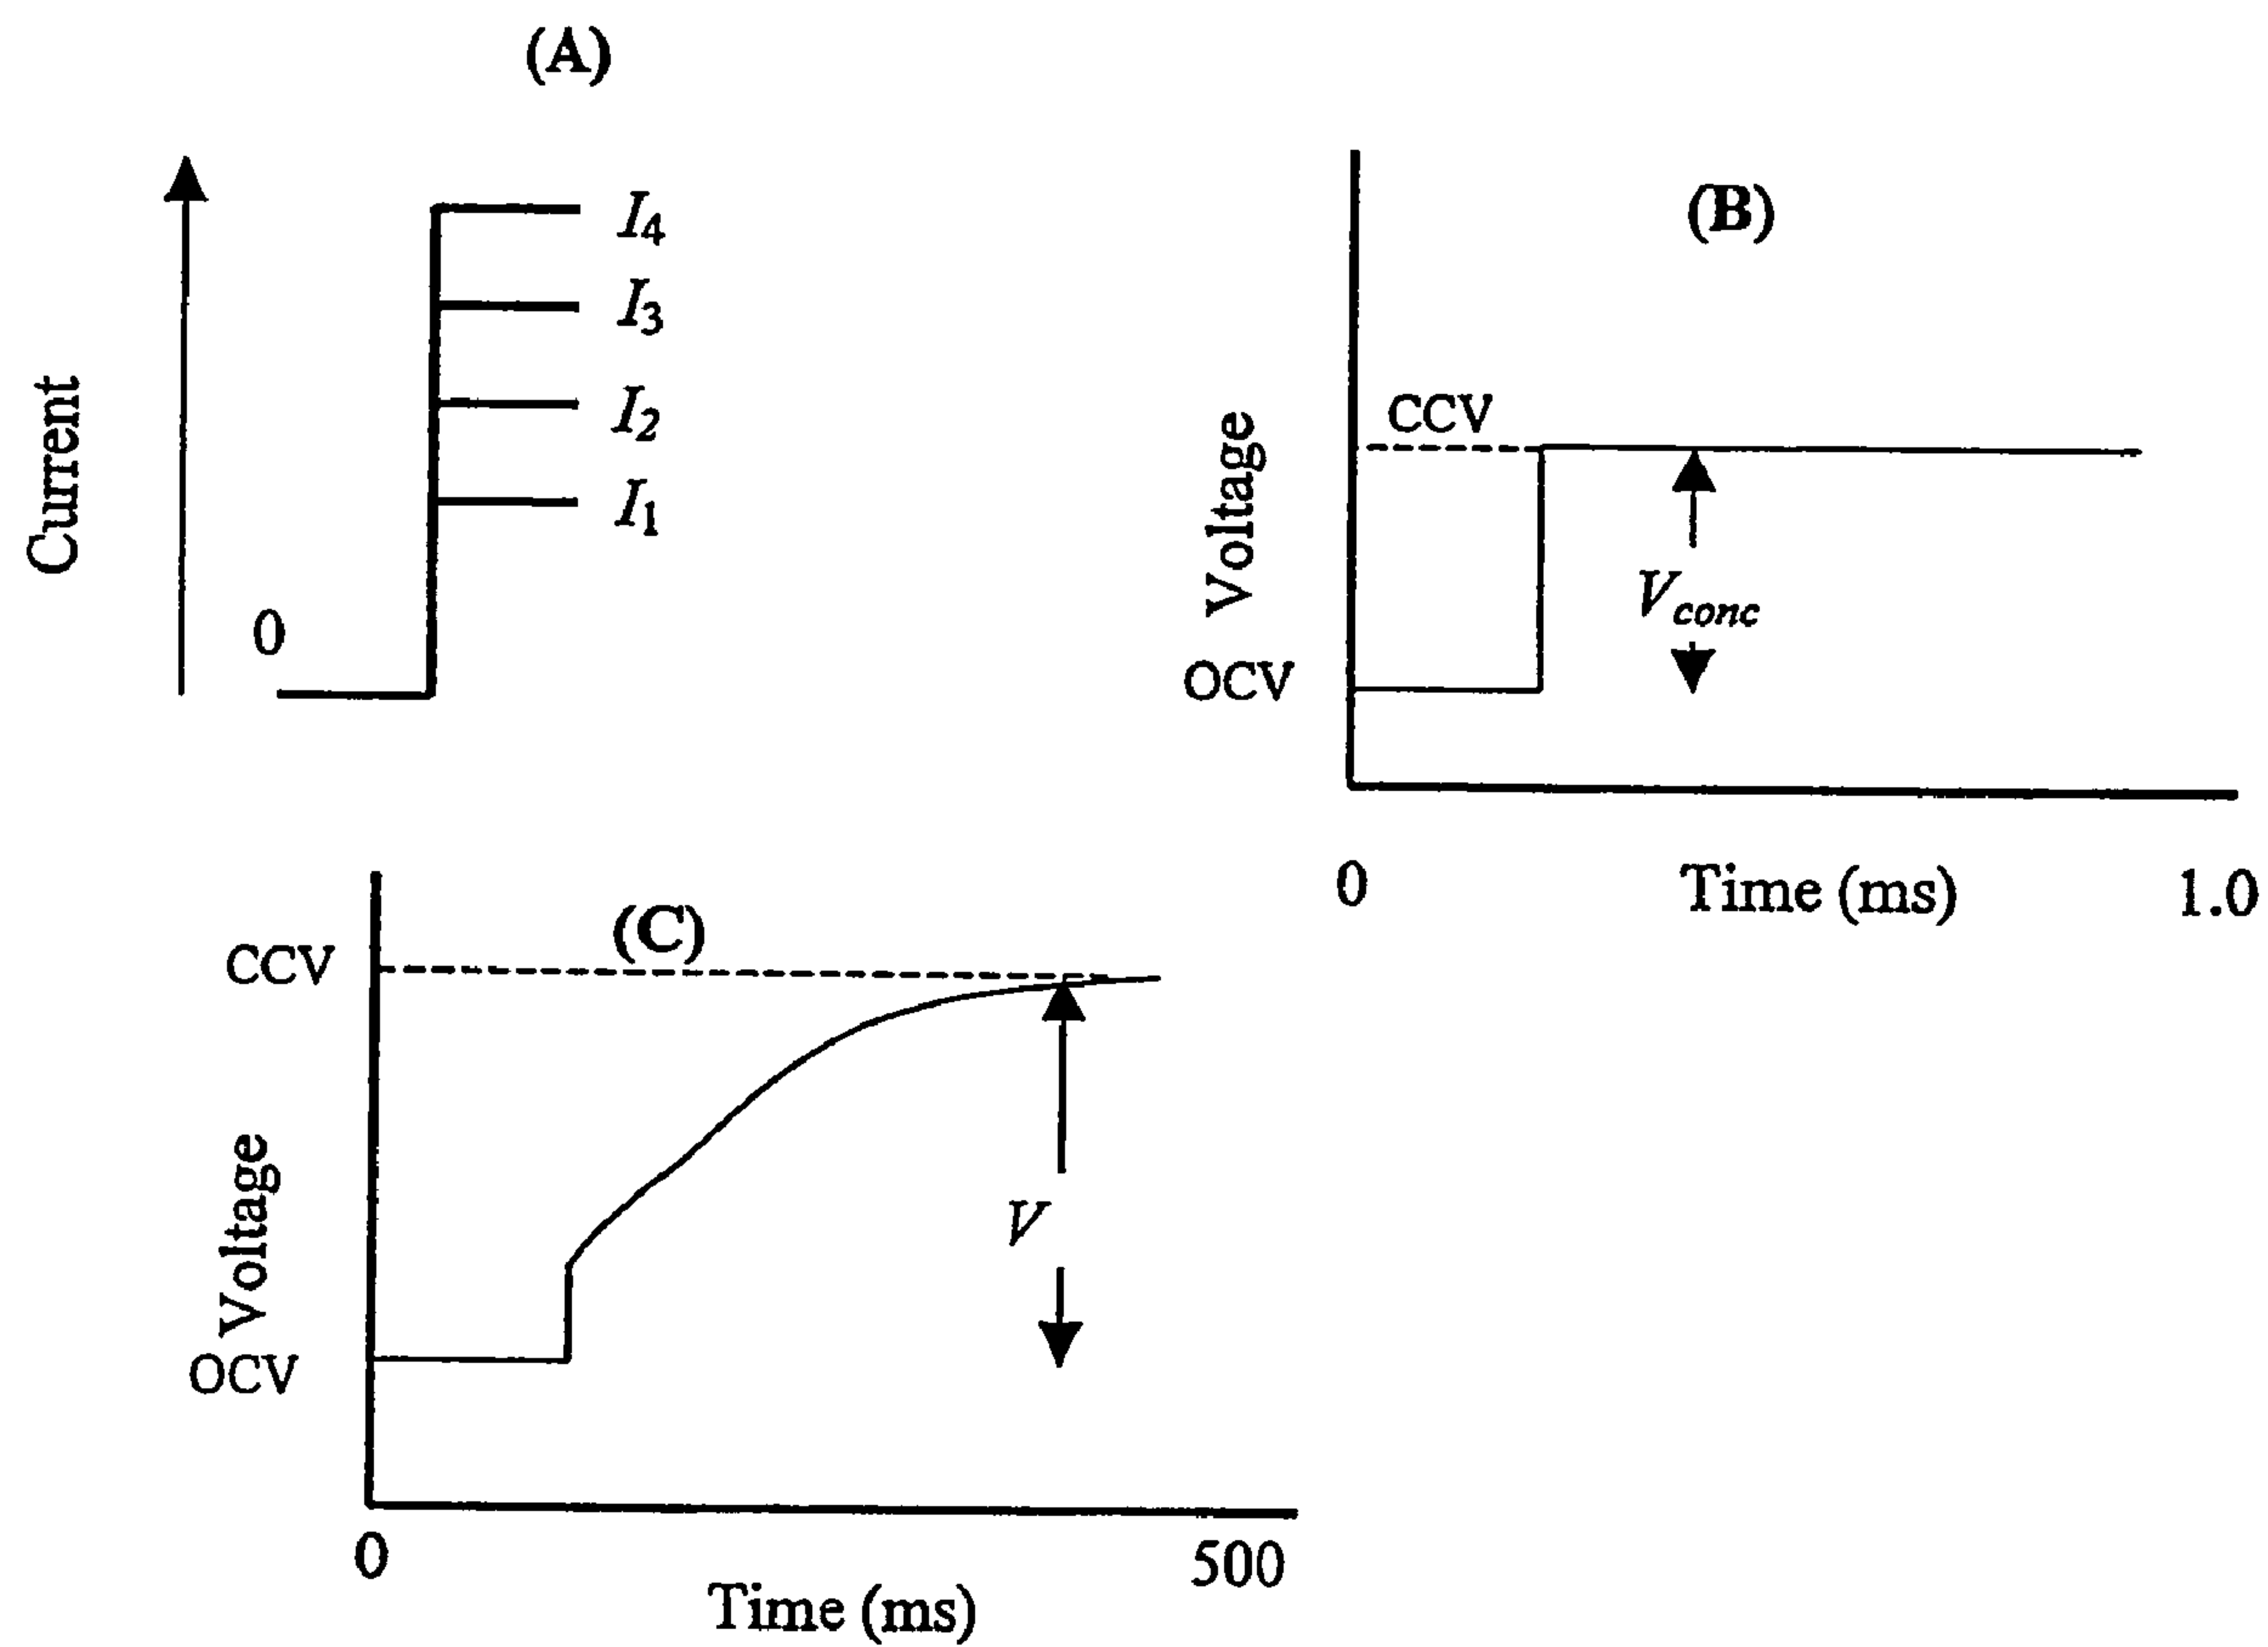 (A)
Current
0
I4
I3
I2
I1
(B)
Voltage
CCV
OCV
Vconc
0
Time (ms)
1.0
(C)
Voltage
CCV
OCV
V
0
500
Time (ms)